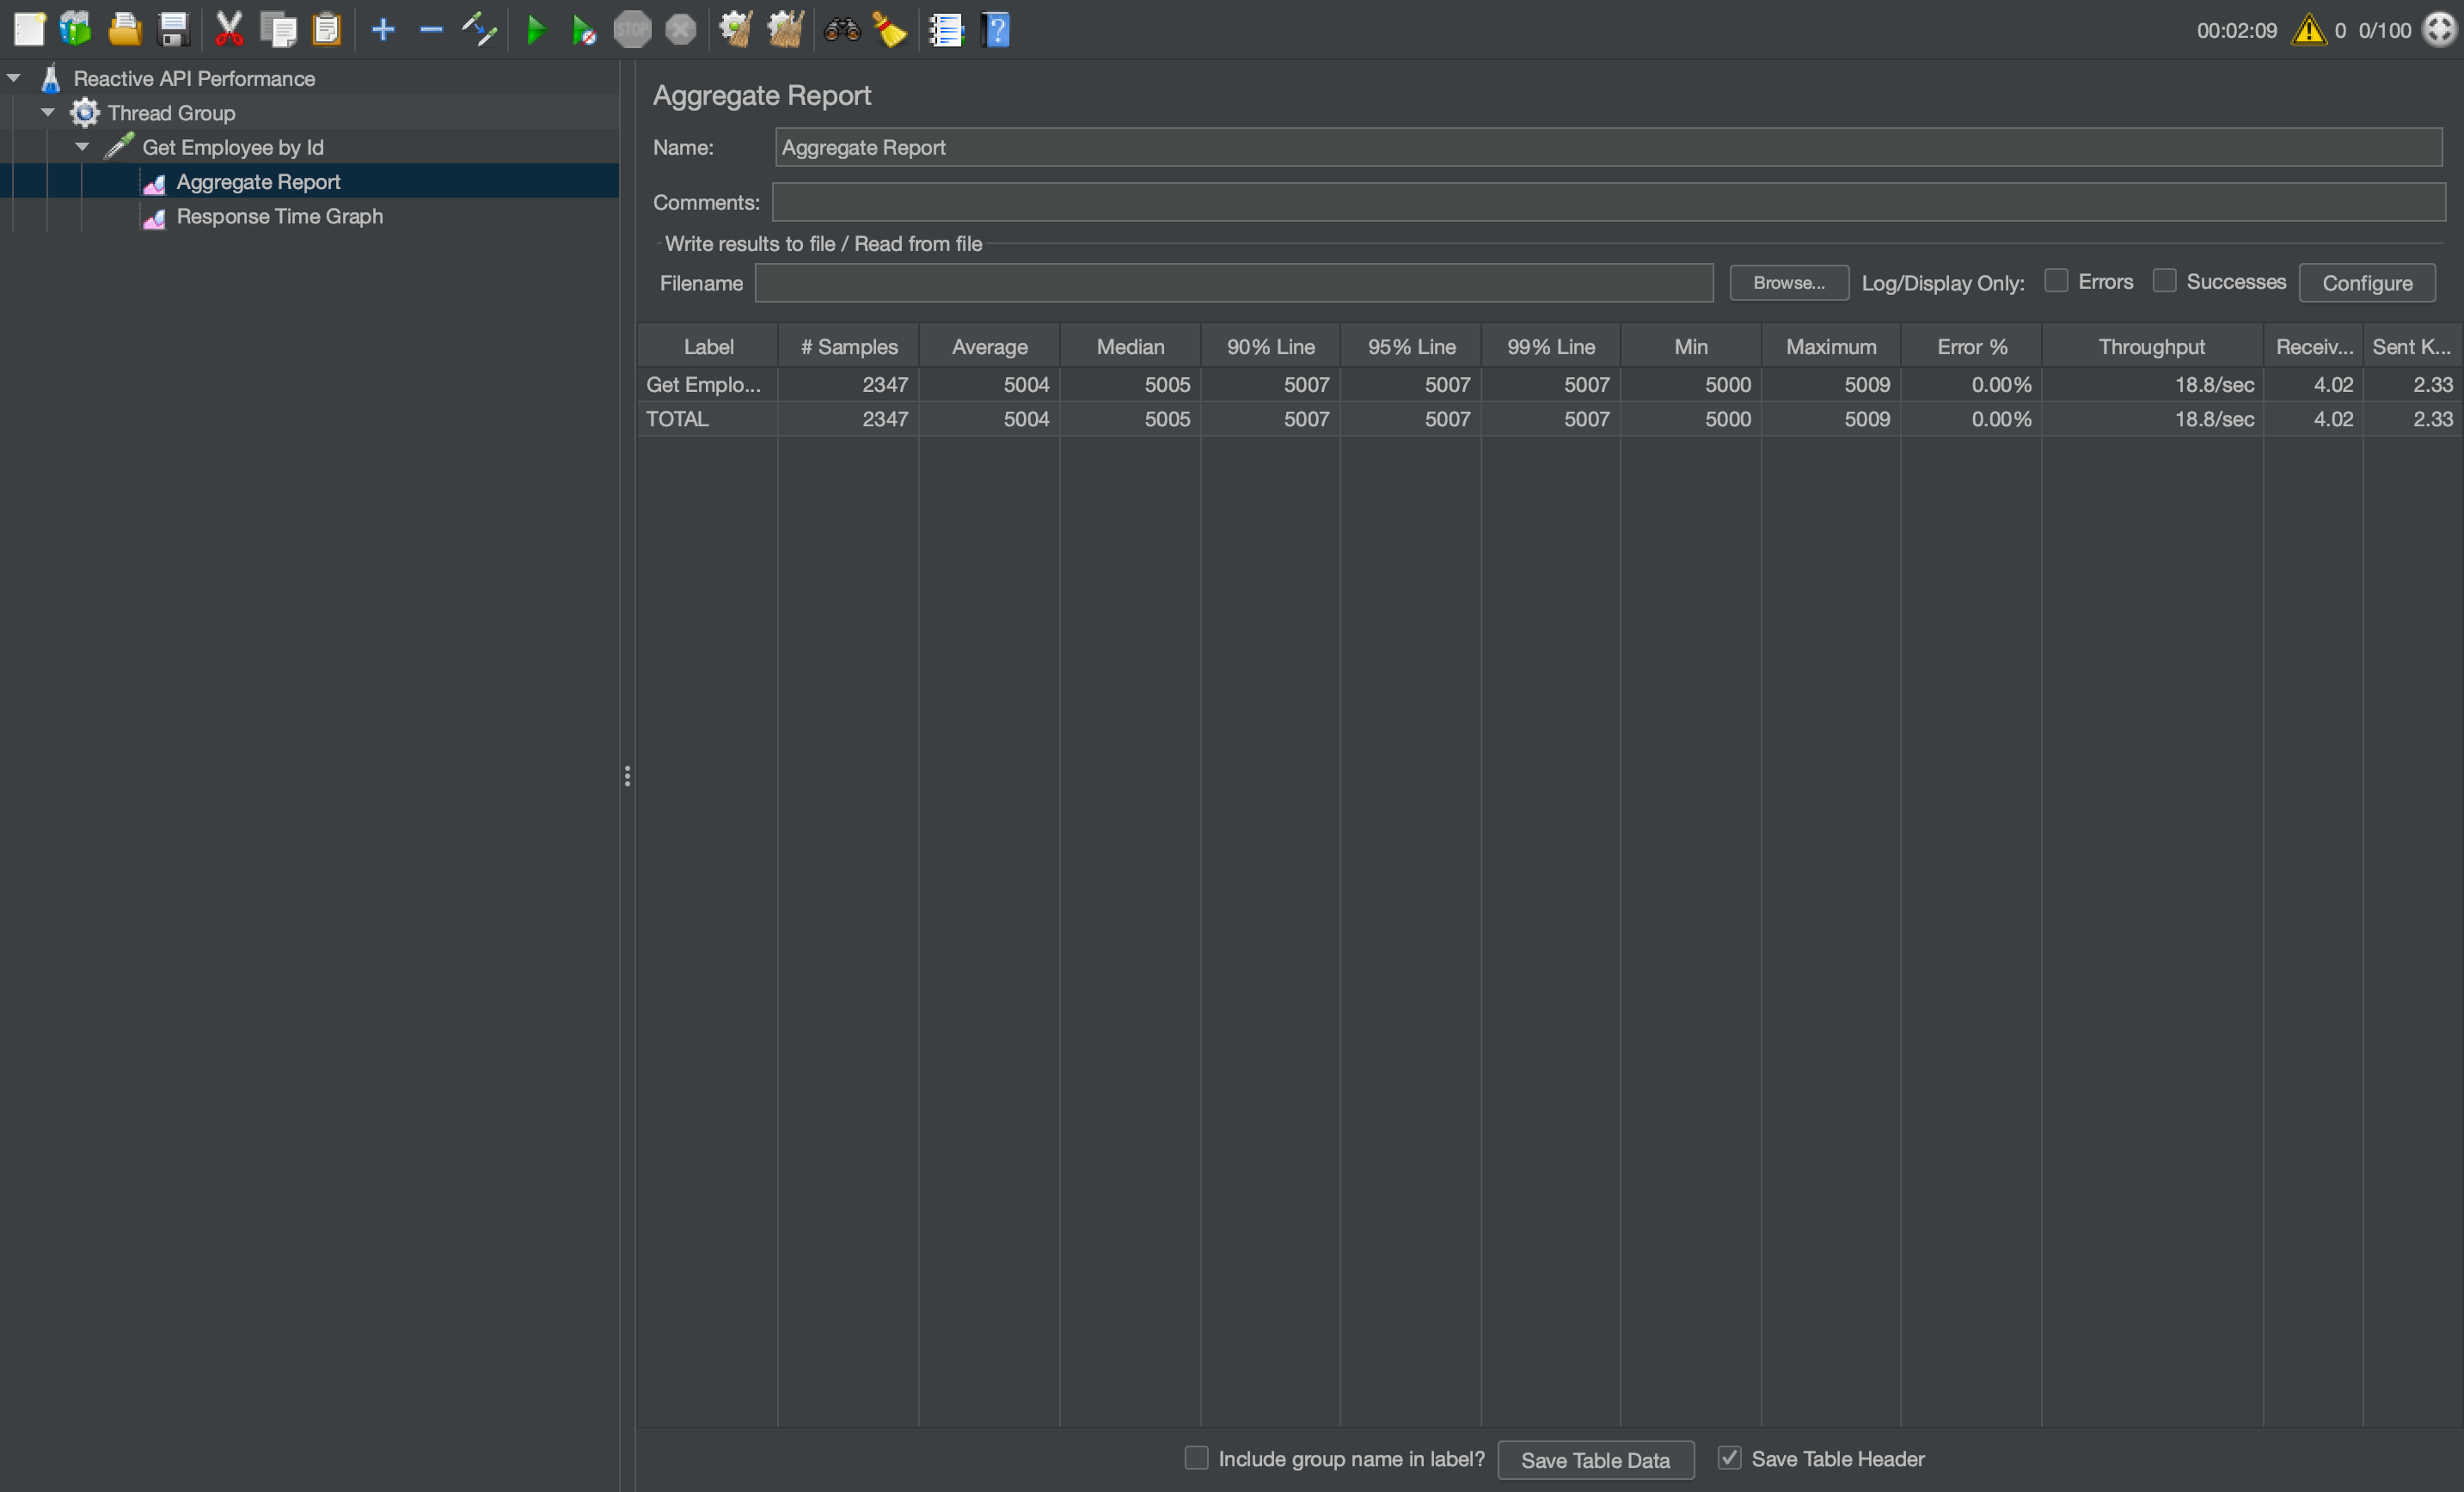 STOP
?
00:02:09 0 0/100
Reactive API Performance
Thread Group
Get Employee by Id
Aggregate Report
Response Time Graph
Aggregate Report
Name: Aggregate Report
Comments:
Write results to file / Read from file
Filename Browse... Log/Display Only: Errors Successes Configure
Label # Samples Average Median 90% Line 95% Line 99% Line Min Maximum Error % Throughput Receiv... Sent K...
Get Emplo... 2347 5004 5005 5007 5007 5007 5000 5009 0.00% 18.8/sec 4.02 2.33
TOTAL 2347 5004 5005 5007 5007 5007 5000 5009 0.00% 18.8/sec 4.02 2.33
Include group name in label? Save Table Data Save Table Header